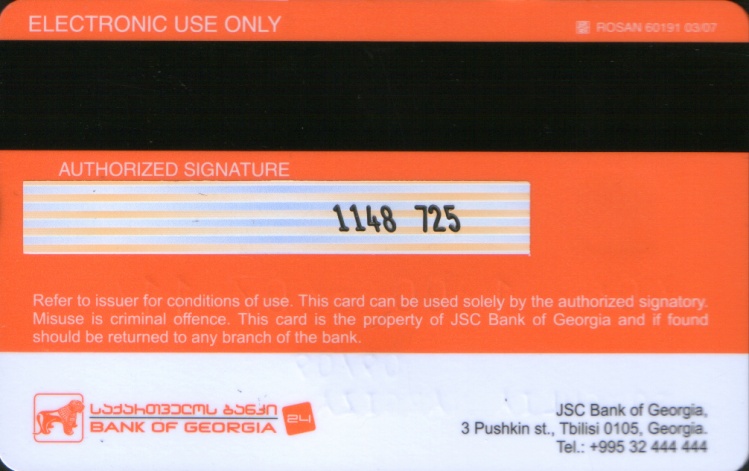 ELECTRONIC USE ONLY
ROSAN 60191 03/07
AUTHORIZED SIGNATURE
1148 725
Refer to issuer for conditions of use. This card can be used solely by the authorized signatory.
Misuse is criminal offence. This card is the property of JSC Bank of Georgia and if found
should be returned to any branch of the bank.
საქართველოს ბანკი
BANK OF GEORGIA
24
JSC Bank of Georgia,
3 Pushkin st., Tbilisi 0105, Georgia.
Tel.: +995 32 444 444